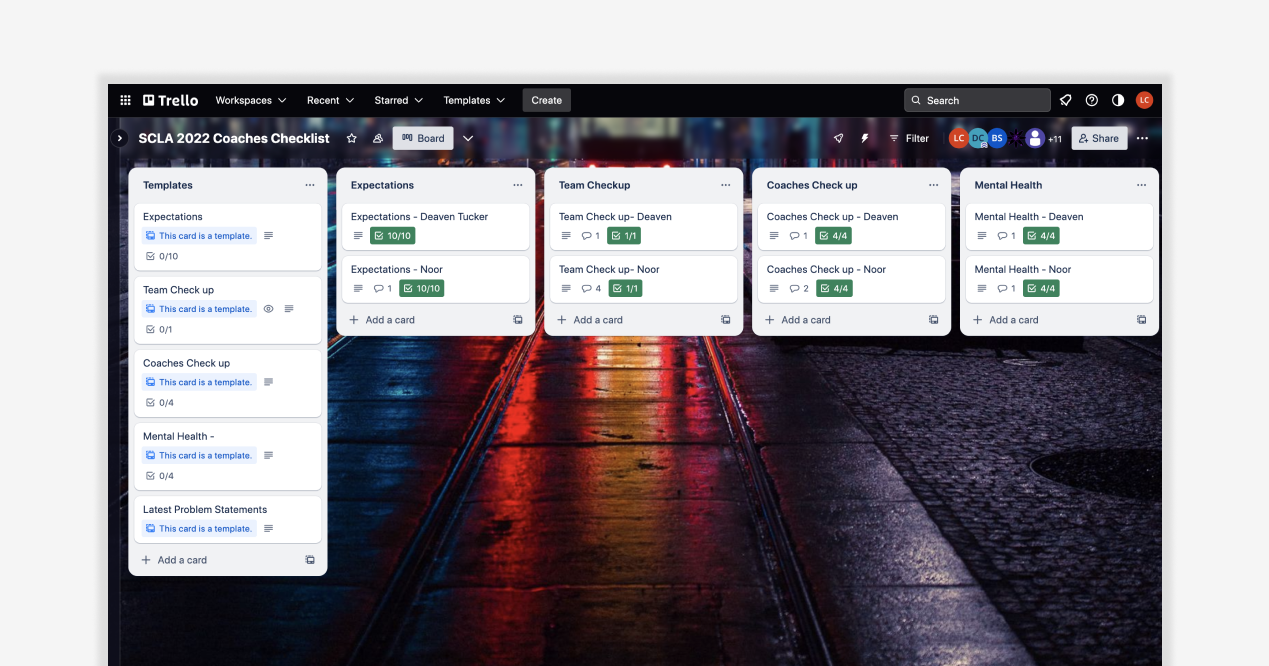 Trello Workspaces Recent Starred Templates Create Search LC
SCLA 2022 Coaches Checklist Board Filter LC DC BS +11 Share
Templates
Expectations
This card is a template.
0/10
Team Check up
This card is a template.
0/1
Coaches Check up
This card is a template.
0/4
Mental Health -
This card is a template.
0/4
Latest Problem Statements
This card is a template.
Add a card
Expectations
Expectations - Deaven Tucker
10/10
Expectations - Noor
1 10/10
Add a card
Team Checkup
Team Check up- Deaven
1 1/1
Team Check up- Noor
4 1/1
Add a card
Coaches Check up
Coaches Check up - Deaven
1 4/4
Coaches Check up - Noor
2 4/4
Add a card
Mental Health
Mental Health - Deaven
1 4/4
Mental Health - Noor
1 4/4
Add a card